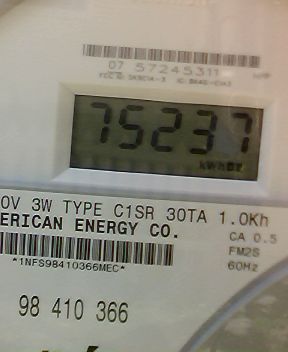 07 57245311
75237
kWh
0V 3W TYPE C1SR 30TA 1.0Kh
ERICAN ENERGY CO.
CA 0.5
FM2S
60Hz
*1NFS98410366MEC*
98 410 366